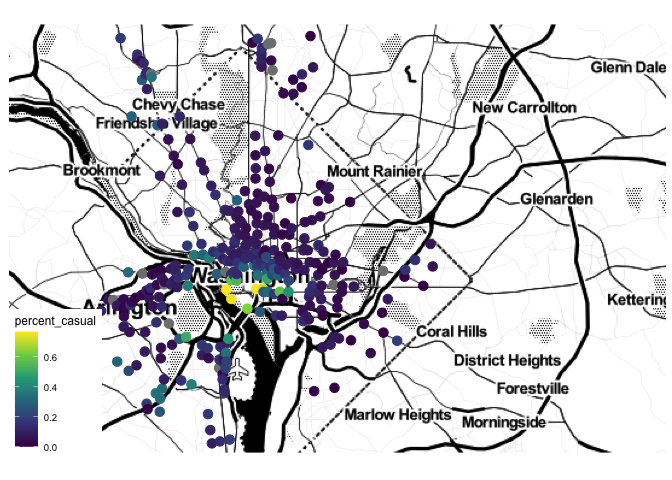 Glenn Dale
Chevy Chase
New Carrollton
Friendship Village
Brookmont
Mount Rainier
Glenarden
Washington
Kettering
Arlington
percent_casual
0.6
0.4
0.2
0.0
Coral Hills
District Heights
Forestville
Marlow Heights
Morningside